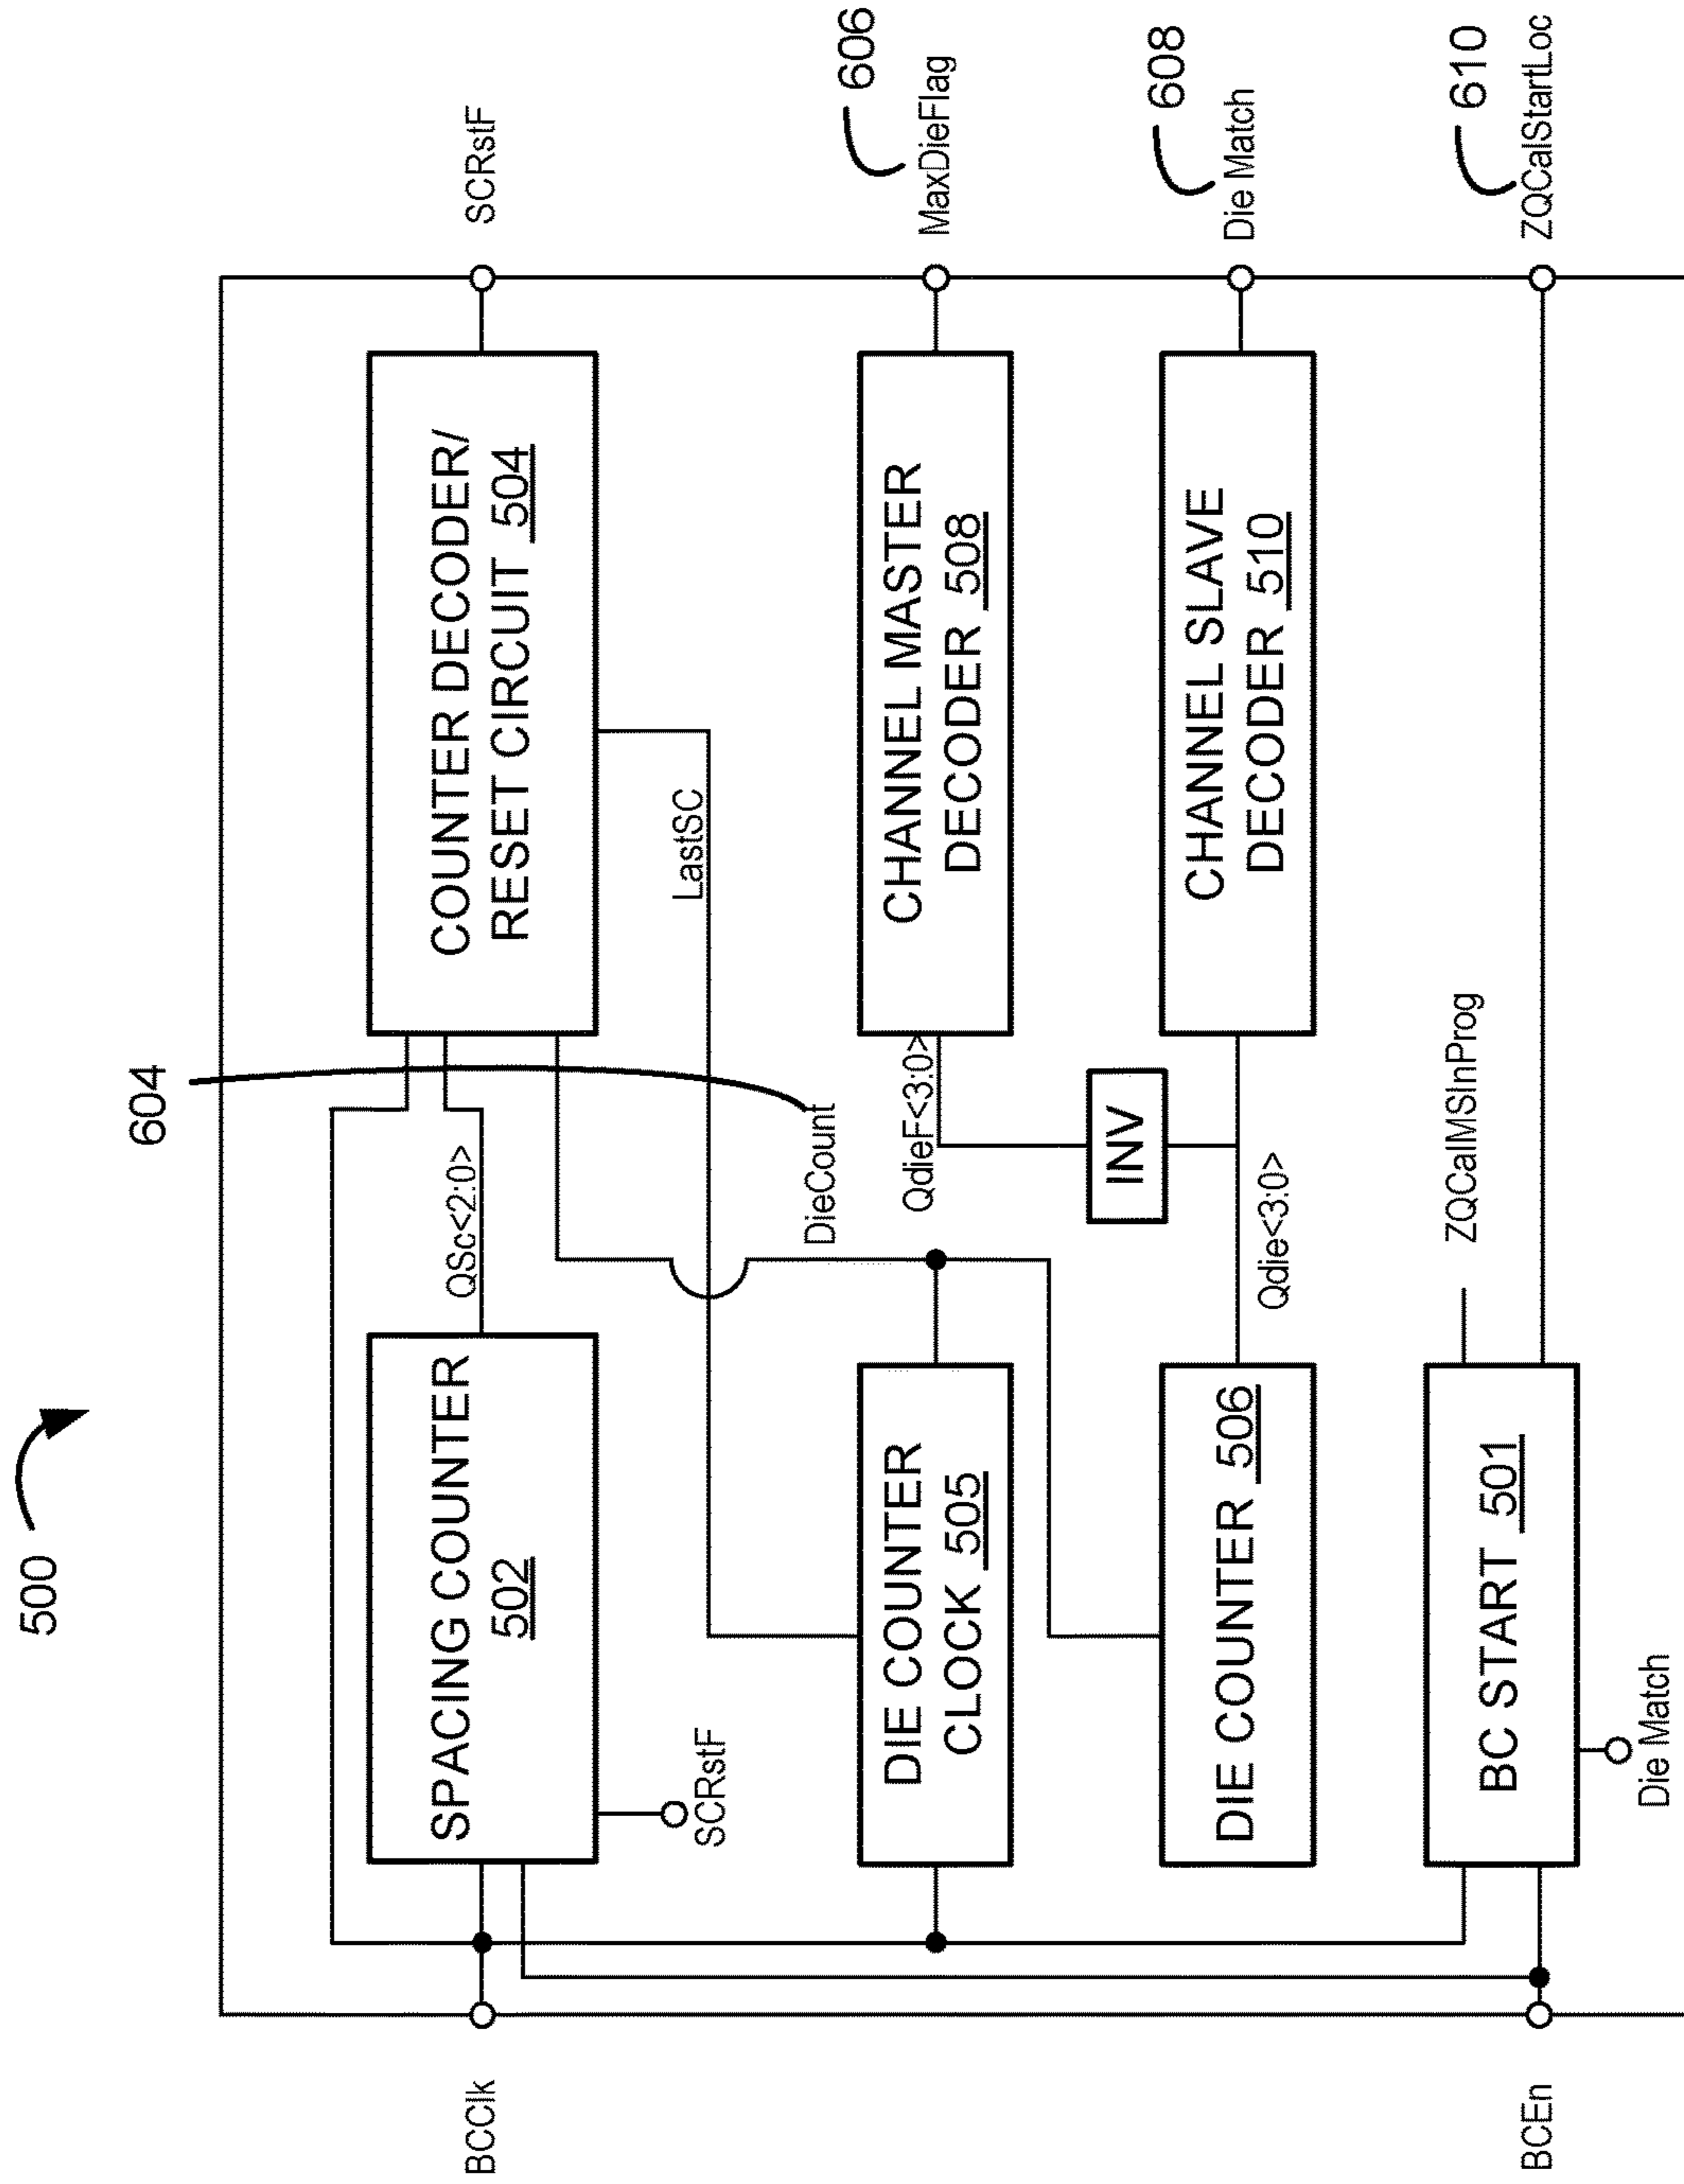 500
604
BCClk
SPACING COUNTER
502
SCRstF
QSc<2:0>
COUNTER DECODER/
RESET CIRCUIT 504
SCRstF
LastSC
DieCount
DIE COUNTER
CLOCK 505
QdieF<3:0>
CHANNEL MASTER
DECODER 508
606
MaxDieFlag
INV
DIE COUNTER 506
Qdie<3:0>
CHANNEL SLAVE
DECODER 510
608
Die Match
BCEn
BC START 501
Die Match
ZQCalMSInProg
610
ZQCalStartLoc